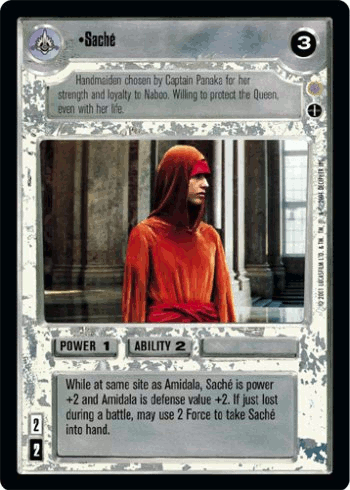 •Saché
3
Handmaiden chosen by Captain Panaka for her
strength and loyalty to Naboo. Willing to protect the Queen,
even with her life.
POWER 1 ABILITY 2
While at same site as Amidala, Saché is power
+2 and Amidala is defense value +2. If just lost
during a battle, may use 2 Force to take Saché
into hand.
2
2